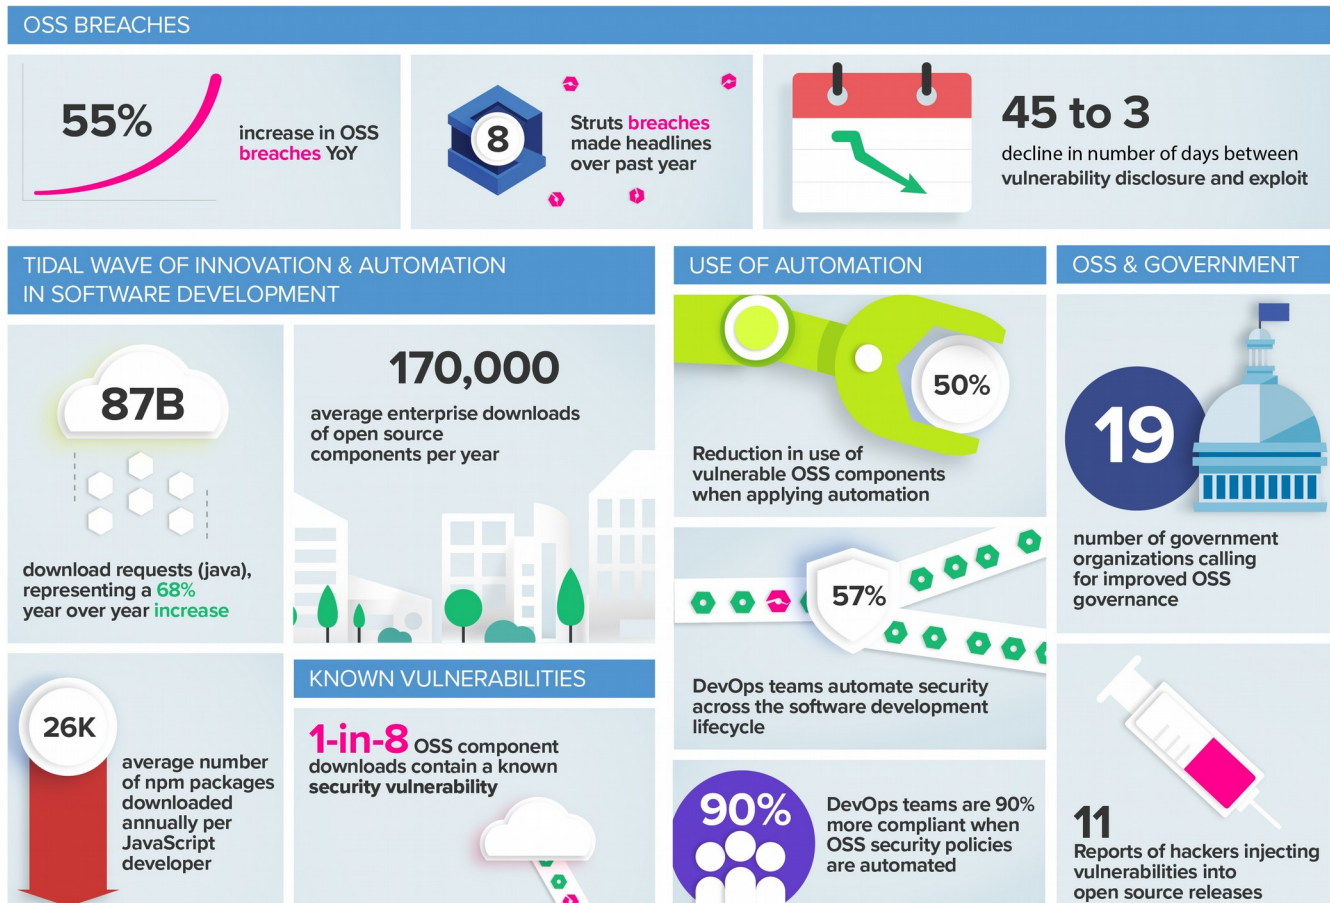 OSS BREACHES
55%
increase in OSS
breaches YoY
8
Struts breaches
made headlines
over past year
45 to 3
decline in number of days between
vulnerability disclosure and exploit
TIDAL WAVE OF INNOVATION & AUTOMATION
IN SOFTWARE DEVELOPMENT
87B
download requests (java),
representing a 68%
year over year increase
170,000
average enterprise downloads
of open source
components per year
26K
average number
of npm packages
downloaded
annually per
JavaScript
developer
KNOWN VULNERABILITIES
1-in-8 OSS component
downloads contain a known
security vulnerability
USE OF AUTOMATION
50%
Reduction in use of
vulnerable OSS components
when applying automation
57%
DevOps teams automate security
across the software development
lifecycle
90%
DevOps teams are 90%
more compliant when
OSS security policies
are automated
OSS & GOVERNMENT
19
number of government
organizations calling
for improved OSS
governance
11
Reports of hackers injecting
vulnerabilities into
open source releases